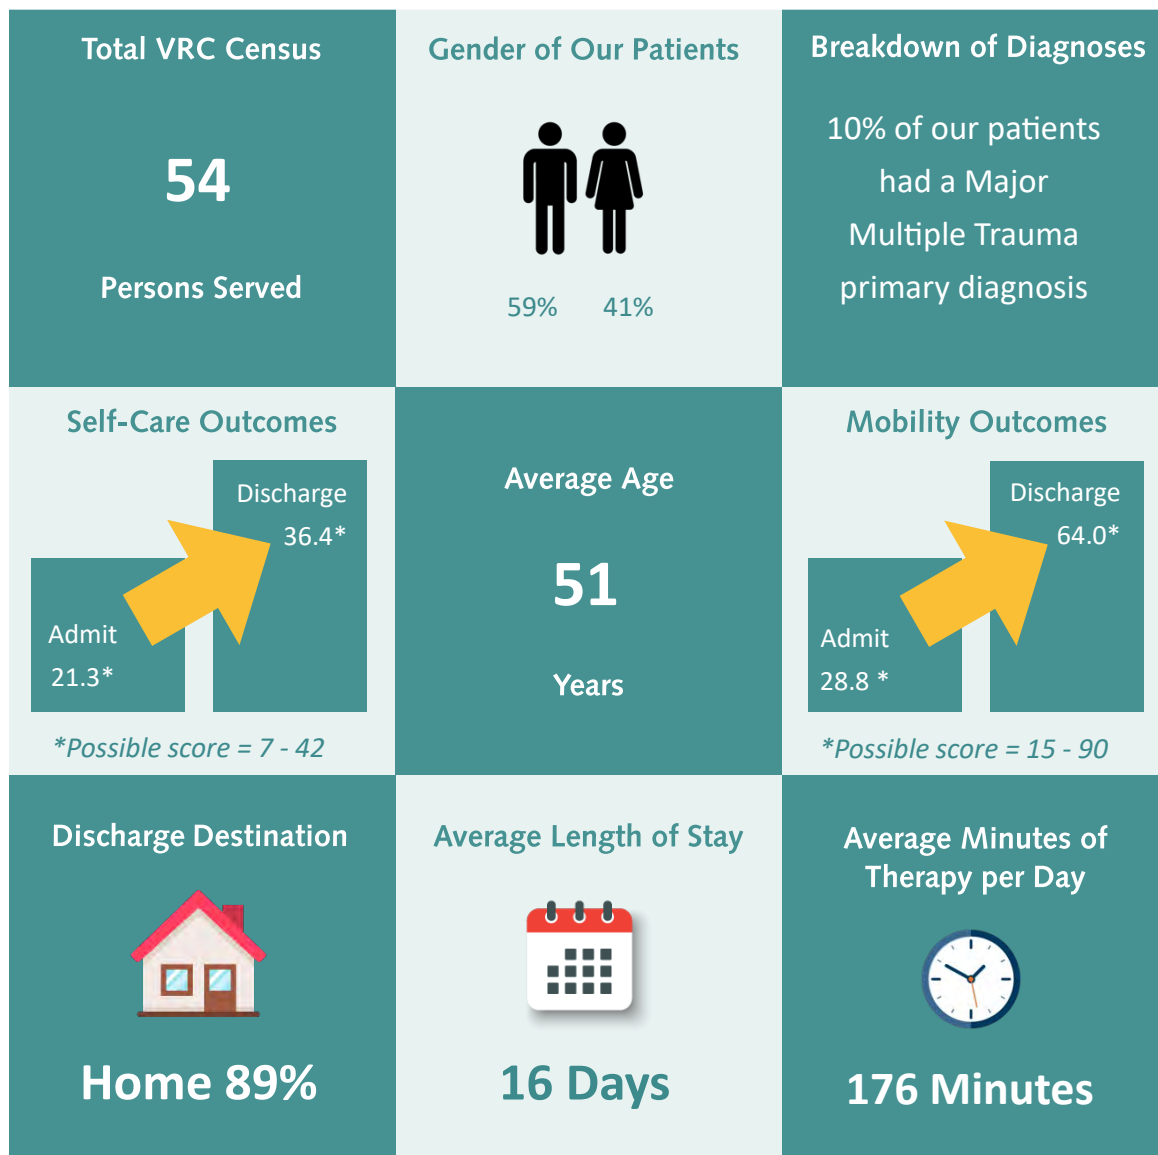 Total VRC Census
54
Persons Served
Gender of Our Patients
59% 41%
Breakdown of Diagnoses
10% of our patients
had a Major
Multiple Trauma
primary diagnosis
Self-Care Outcomes
Discharge
36.4*
Admit
21.3*
*Possible score = 7 - 42
Average Age
51
Years
Mobility Outcomes
Discharge
64.0*
Admit
28.8 *
*Possible score = 15 - 90
Discharge Destination
Home 89%
Average Length of Stay
16 Days
Average Minutes of
Therapy per Day
176 Minutes